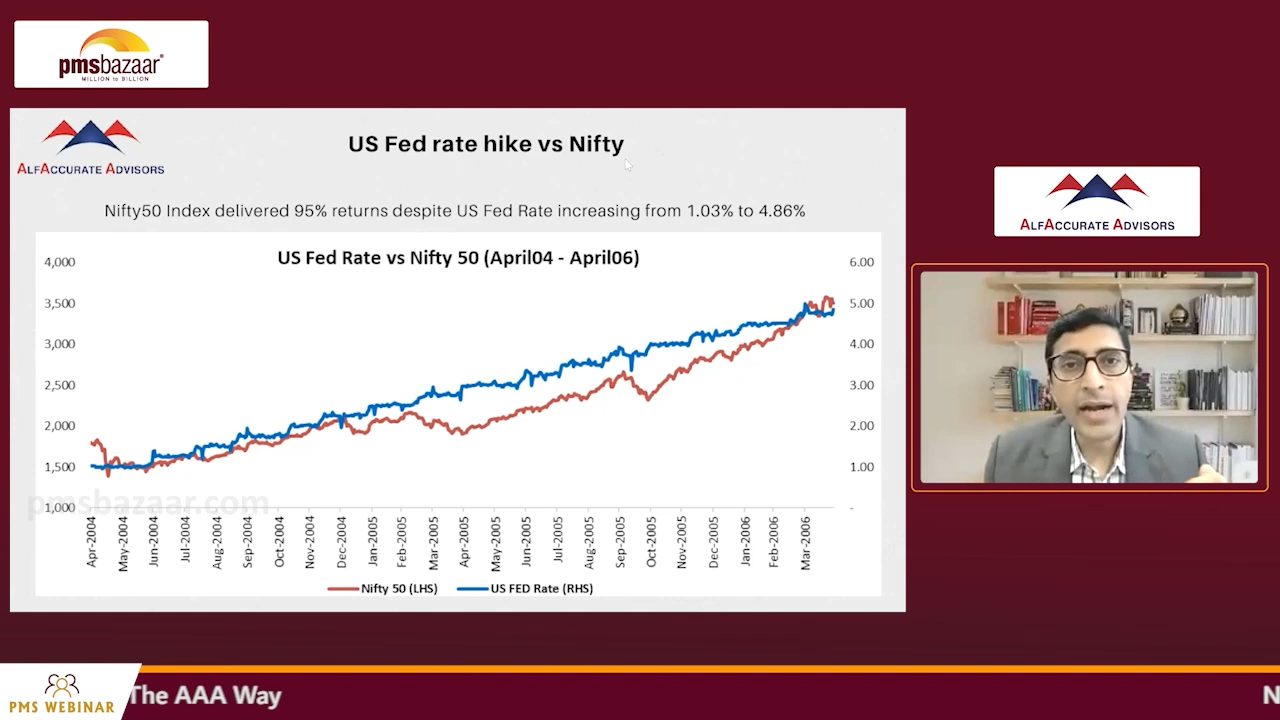 pmsbazaar
MILLION to BILLION
ALFACCURATE ADVISORS
US Fed rate hike vs Nifty
Nifty50 Index delivered 95% returns despite US Fed Rate increasing from 1.03% to 4.86%
US Fed Rate vs Nifty 50 (April04 - April06)
4,000
3,500
3,000
2,500
2,000
1,500
1,000
6.00
5.00
4.00
3.00
2.00
1.00
-
pmsbazaar.com
Apr-2004
May-2004
Jun-2004
Jul-2004
Aug-2004
Sep-2004
Oct-2004
Nov-2004
Dec-2004
Jan-2005
Feb-2005
Mar-2005
Apr-2005
May-2005
Jun-2005
Jul-2005
Aug-2005
Sep-2005
Oct-2005
Nov-2005
Dec-2005
Jan-2006
Feb-2006
Mar-2006
Nifty 50 (LHS)
US FED Rate (RHS)
ALFACCURATE ADVISORS
PMS WEBINAR
The AAA Way
N